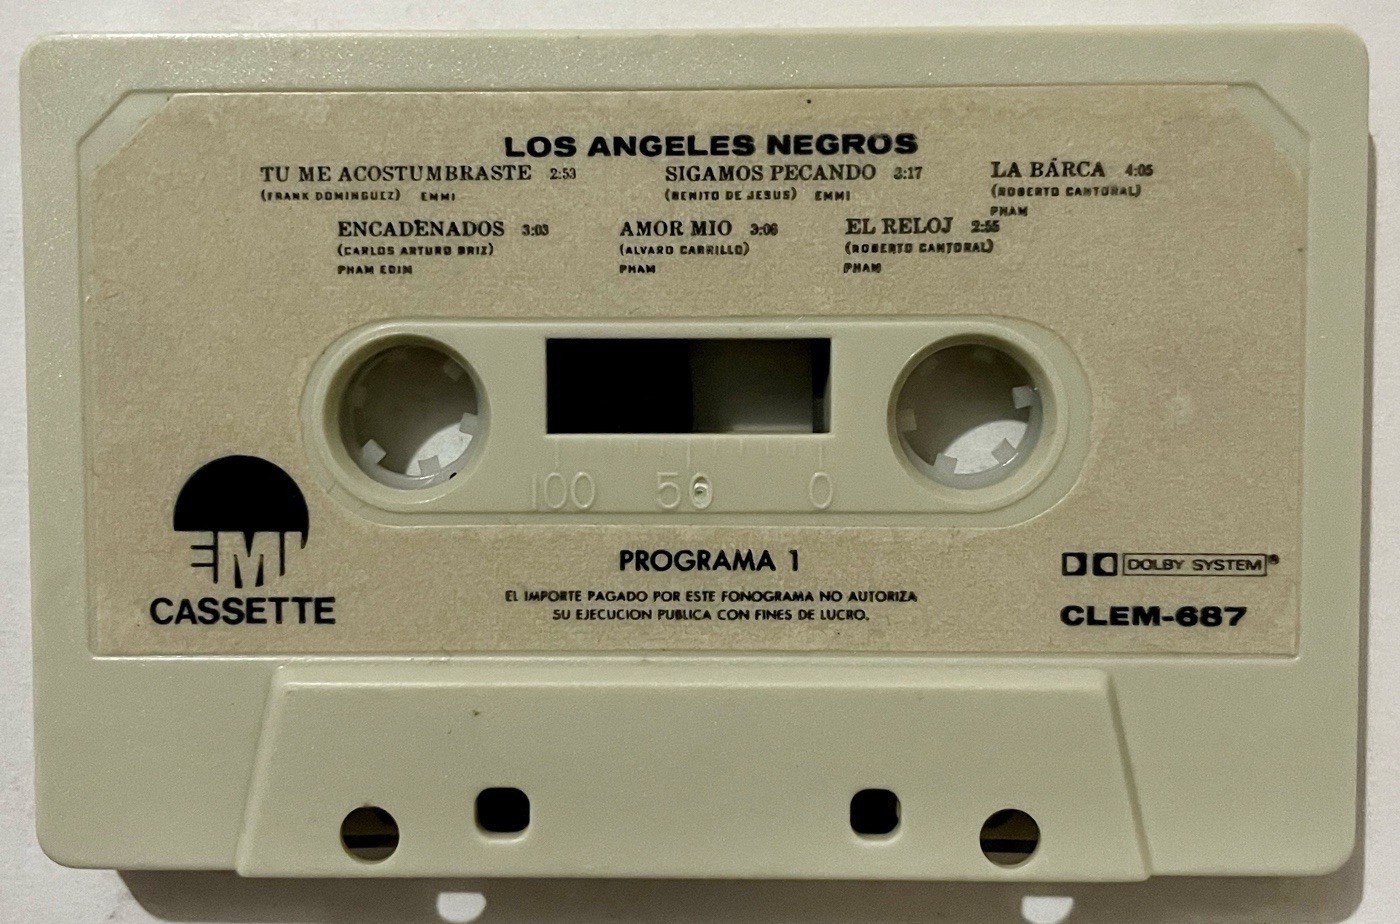 LOS ANGELES NEGROS
TU ME ACOSTUMBRASTE 2:53 SIGAMOS PECANDO 3:17 LA BÁRCA 4:05
(FRANK DOMINGUEZ) EMMI (BENITO DE JESUS) EMMI (ROBERTO CANTORAL)
PHAM
ENCADENADOS 3:03 AMOR MIO 3:06 EL RELOJ 2:55
(CARLOS ARTURO BRIZ) (ALVARO CARRILLO) (ROBERTO CANTORAL)
PHAM EDIM PHAM PHAM
100 50 0
EMI
CASSETTE
PROGRAMA 1
EL IMPORTE PAGADO POR ESTE FONOGRAMA NO AUTORIZA
SU EJECUCION PUBLICA CON FINES DE LUCRO.
DOLBY SYSTEM®
CLEM-687